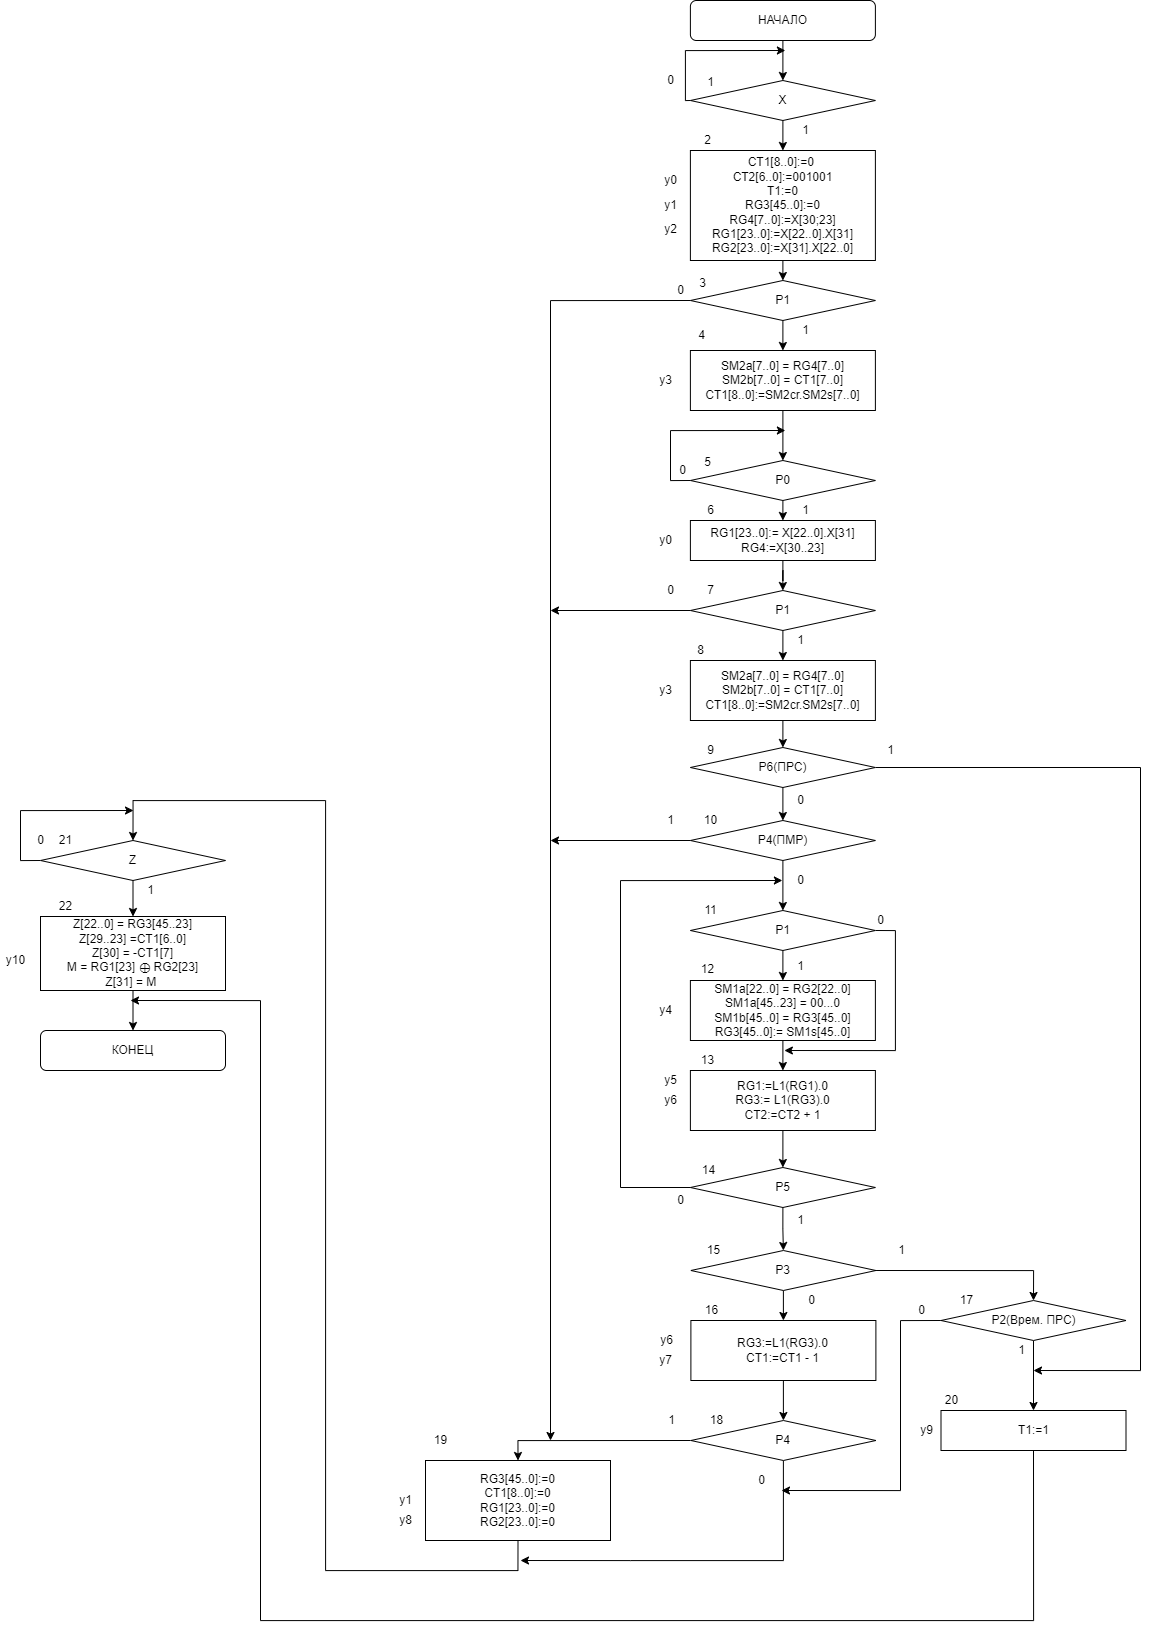 НАЧАЛО
0
1
X
1
2
CT1[8..0]:=0
y0
CT2[6..0]:=001001
T1:=0
y1
RG3[45..0]:=0
RG4[7..0]:=X[30;23]
y2
RG1[23..0]:=X[22..0].X[31]
RG2[23..0]:=X[31].X[22..0]
0
3
P1
1
4
SM2a[7..0] = RG4[7..0]
y3
SM2b[7..0] = CT1[7..0]
CT1[8..0]:=SM2cr.SM2s[7..0]
5
0
P0
6
1
RG1[23..0]:= X[22..0].X[31]
y0
RG4:=X[30..23]
0
7
P1
1
8
SM2a[7..0] = RG4[7..0]
y3
SM2b[7..0] = CT1[7..0]
CT1[8..0]:=SM2cr.SM2s[7..0]
9
1
P6(ПРС)
0
1
10
P4(ПМР)
0
0
21
Z
1
22
Z[22..0] = RG3[45..23]
Z[29..23] =CT1[6..0]
Z[30] = -CT1[7]
y10
M = RG1[23] ⊕ RG2[23]
Z[31] = M
КОНЕЦ
11
0
P1
1
12
SM1a[22..0] = RG2[22..0]
SM1a[45..23] = 00...0
y4
SM1b[45..0] = RG3[45..0]
RG3[45..0]:= SM1s[45..0]
13
y5
RG1:=L1(RG1).0
y6
RG3:= L1(RG3).0
CT2:=CT2 + 1
14
P5
0
1
15
1
P3
0
16
17
0
P2(Врем. ПРС)
1
y6
RG3:=L1(RG3).0
y7
CT1:=CT1 - 1
20
y9
T1:=1
1
18
P4
0
19
RG3[45..0]:=0
CT1[8..0]:=0
y1
RG1[23..0]:=0
y8
RG2[23..0]:=0